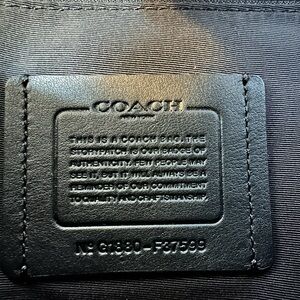 COACH
NEW YORK
THIS IS A COACH BAG. THE
STORYPATCH IS OUR BADGE OF
AUTHENTICITY. FEW PEOPLE MAY
SEE IT, BUT IT WILL ALWAYS BE A
REMINDER OF OUR COMMITMENT
TO QUALITY AND CRAFTSMANSHIP.
Nº G1880-F37599